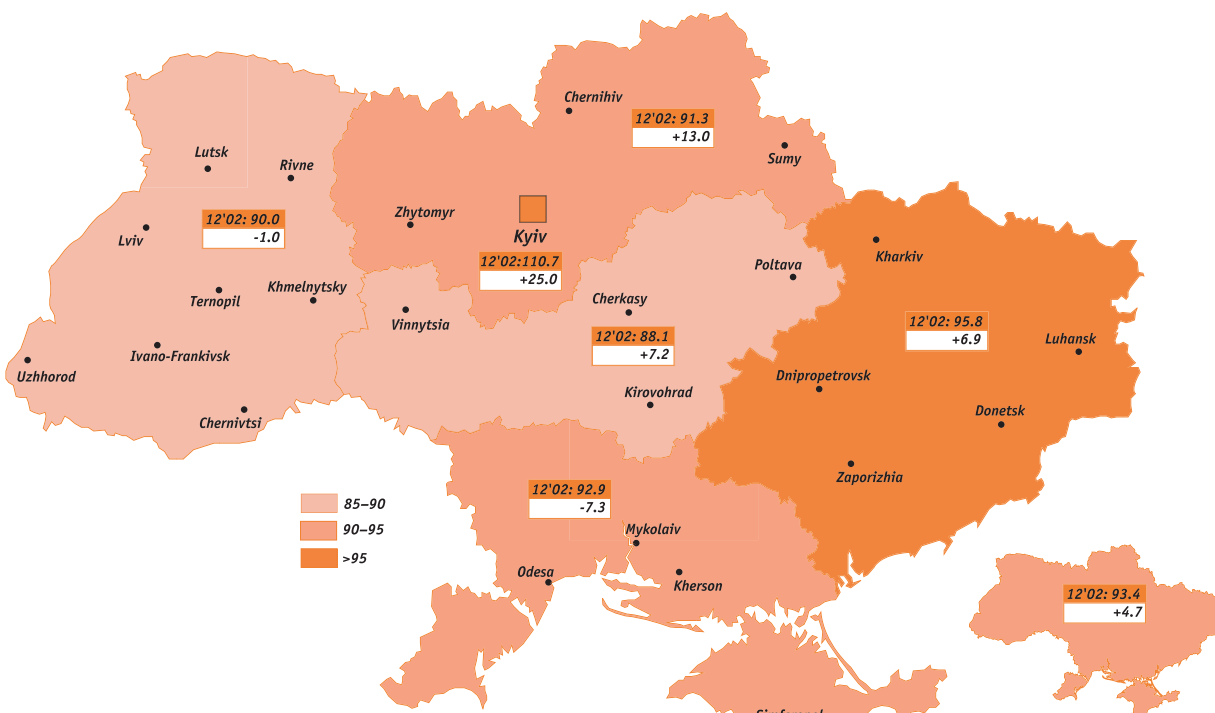 Chernihiv
12'02: 91.3
+13.0
Lutsk
Rivne
Sumy
Zhytomyr
12'02: 90.0
-1.0
Lviv
Kyiv
Kharkiv
12'02:110.7
+25.0
Poltava
Khmelnytsky
Ternopil
Cherkasy
Vinnytsia
12'02: 95.8
+6.9
12'02: 88.1
+7.2
Luhansk
Ivano-Frankivsk
Uzhhorod
Dnipropetrovsk
Kirovohrad
Donetsk
Chernivtsi
Zaporizhia
12'02: 92.9
-7.3
85–90
90–95
>95
Mykolaiv
Odesa
Kherson
12'02: 93.4
+4.7